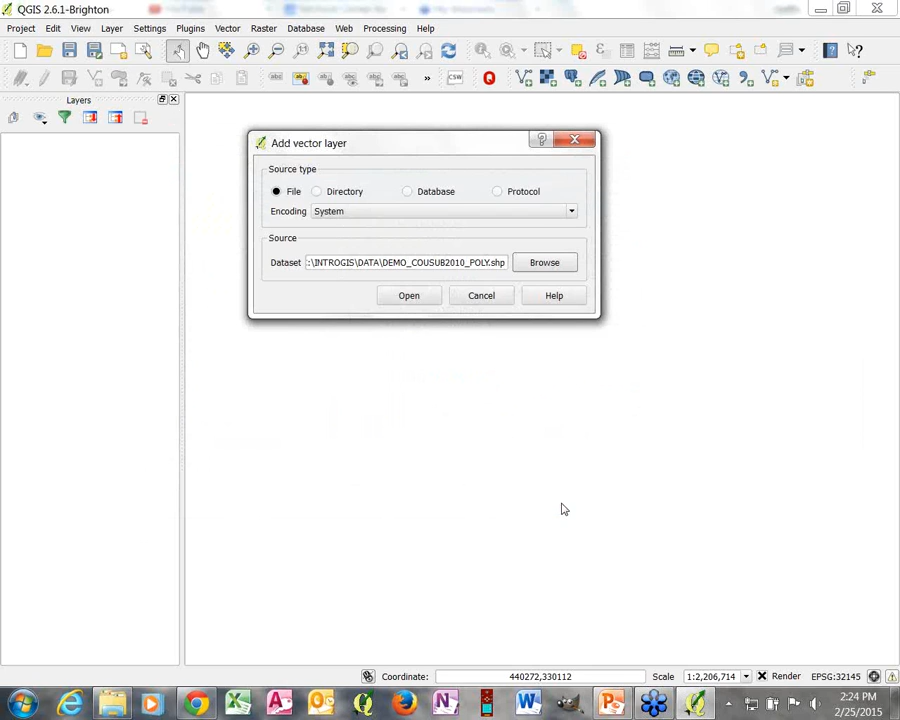 QGIS 2.6.1-Brighton
Project Edit View Layer Settings Plugins Vector Raster Database Web Processing Help
CSW
Layers
Add vector layer
Source type
File Directory Database Protocol
Encoding System
Source
Dataset :\INTROGIS\DATA\DEMO_COUSUB2010_POLY.shp Browse
Open Cancel Help
Coordinate: 440272,330112 Scale 1:2,206,714 Render EPSG:32145
2:24 PM
2/25/2015